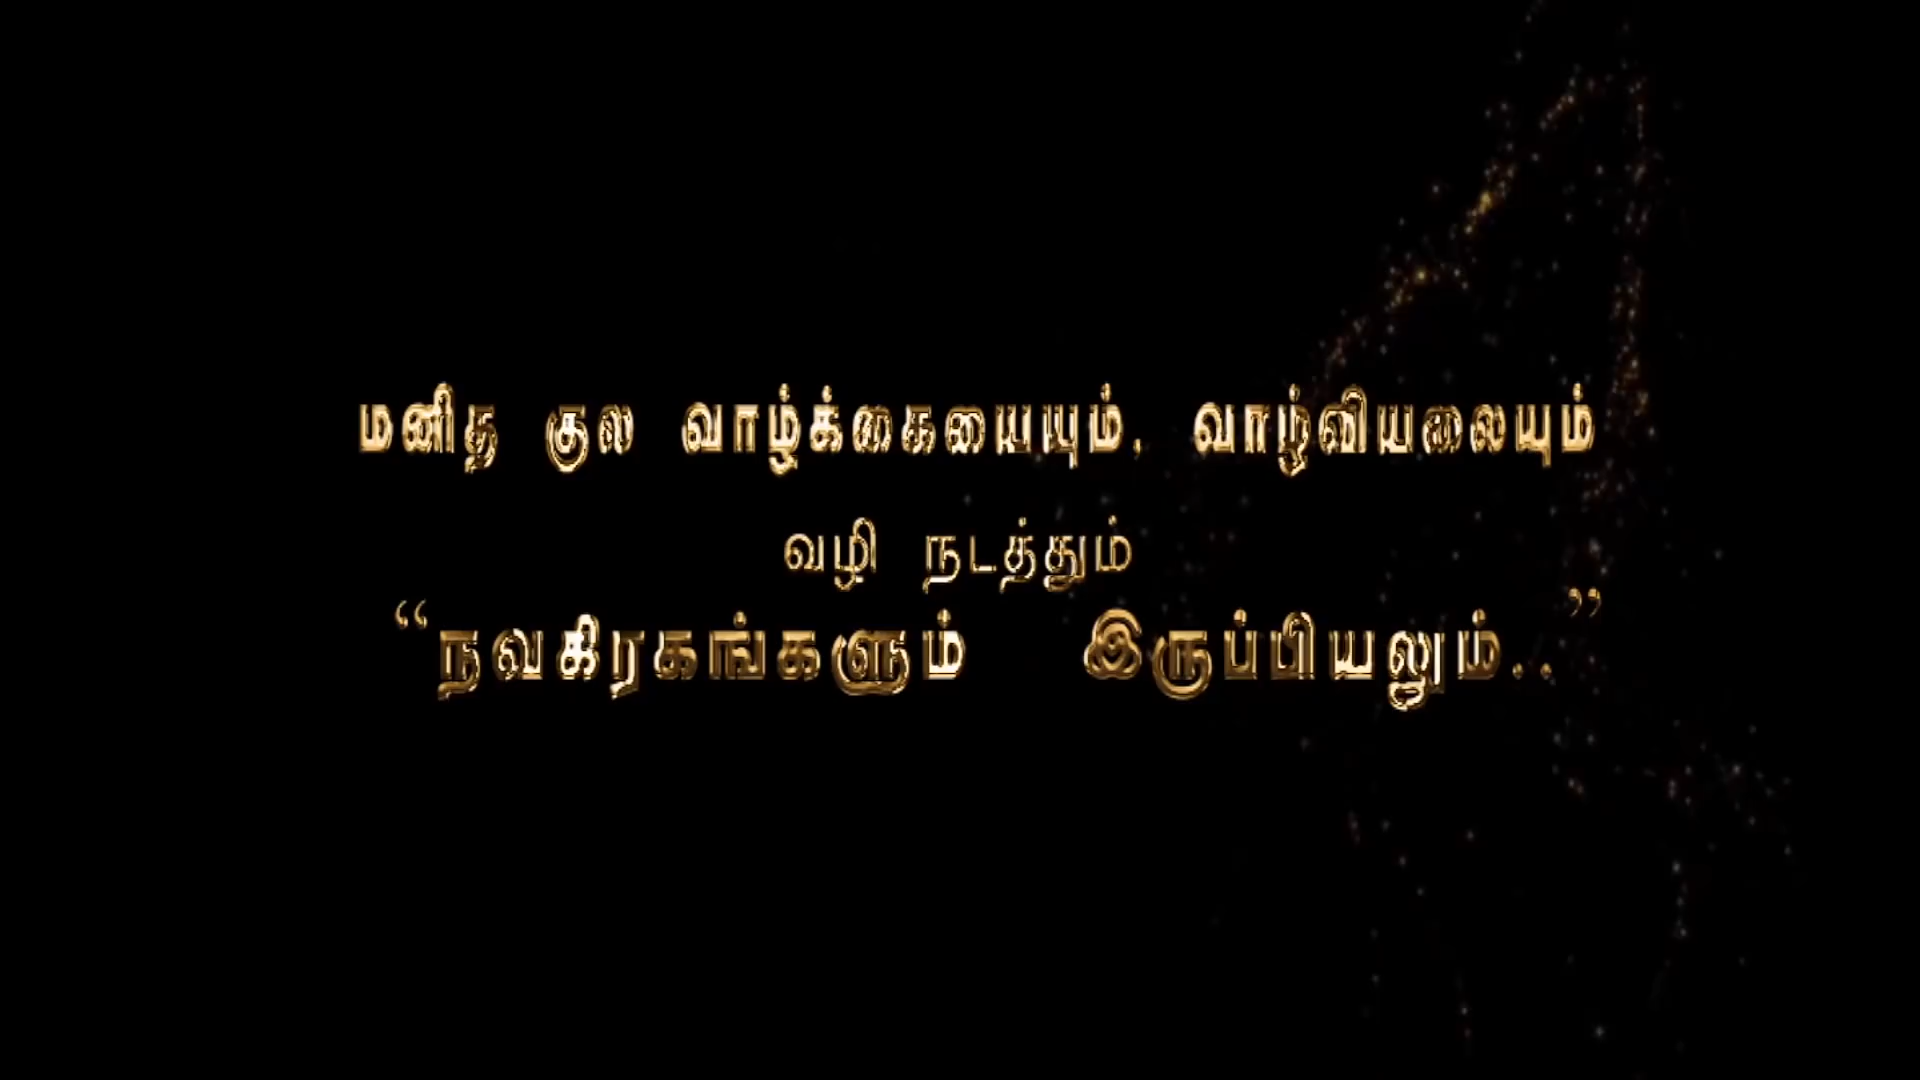 மனித குல வாழ்க்கையையும், வாழ்வியலையும்
வழி நடத்தும்
“நவகிரகங்களும் இருப்பியலும்..”